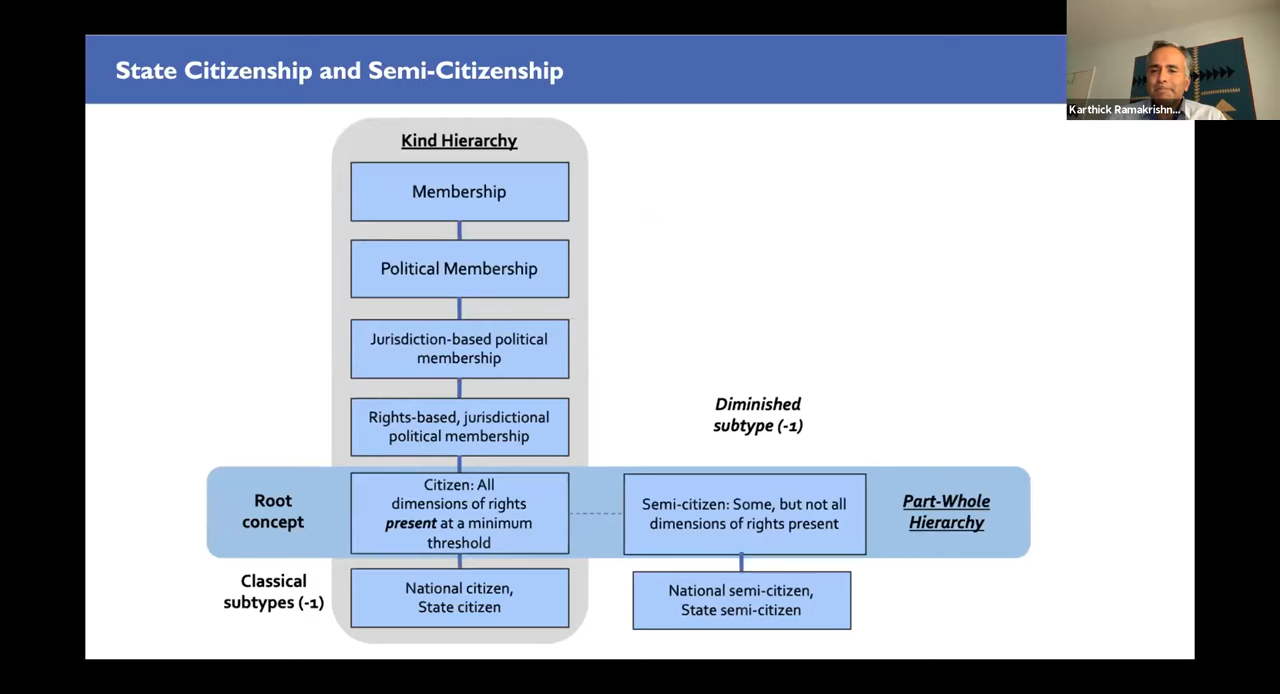 State Citizenship and Semi-Citizenship
Karthick Ramakrishn...
Kind Hierarchy
Membership
Political Membership
Jurisdiction-based political
membership
Rights-based, jurisdictional
political membership
Diminished
subtype (-1)
Root
concept
Citizen: All
dimensions of rights
present at a minimum
threshold
Semi-citizen: Some, but not all
dimensions of rights present
Part-Whole
Hierarchy
Classical
subtypes (-1)
National citizen,
State citizen
National semi-citizen,
State semi-citizen